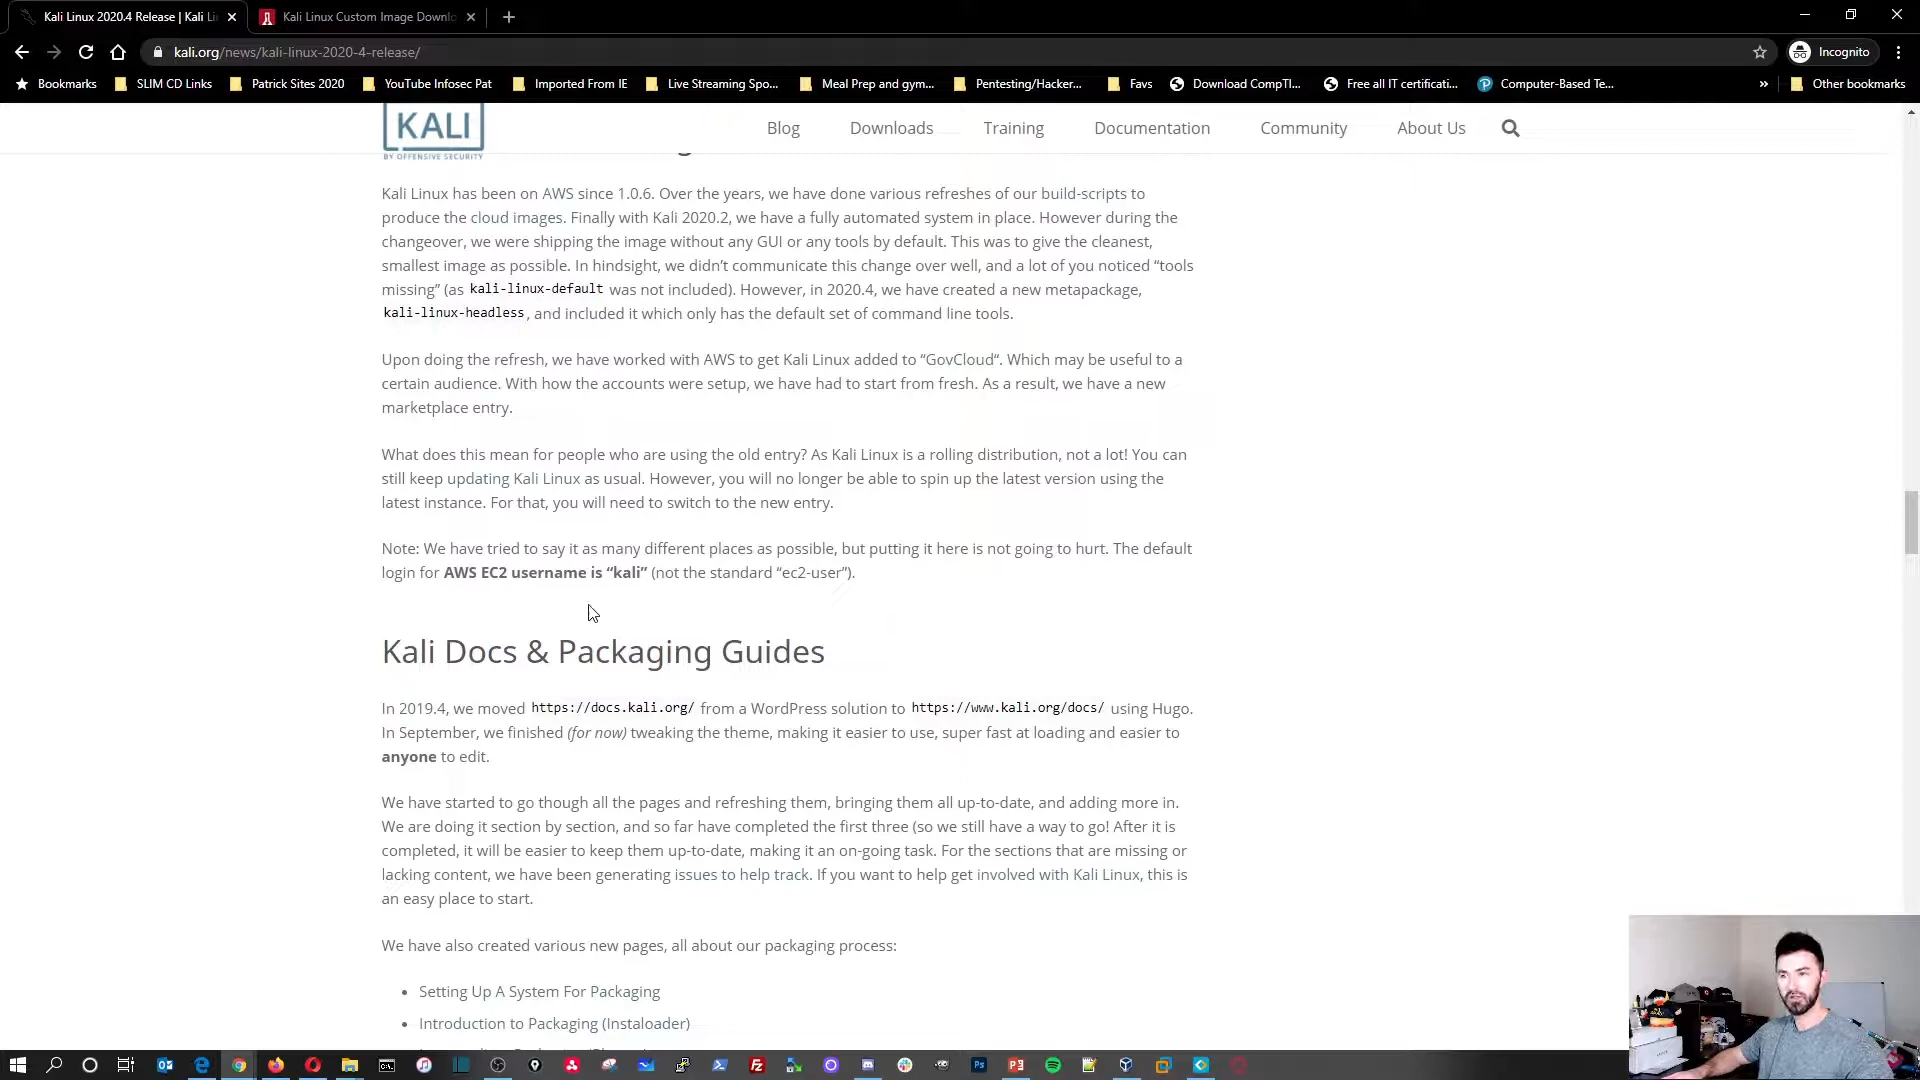 Kali Linux 2020.4 Release | Kali Li
Kali Linux Custom Image Downlo
kali.org/news/kali-linux-2020-4-release/
Incognito
Bookmarks
SLIM CD Links
Patrick Sites 2020
YouTube Infosec Pat
Imported From IE
Live Streaming Spo...
Meal Prep and gym...
Pentesting/Hacker...
Favs
Download CompTI...
Free all IT certificati...
Computer-Based Te...
»
Other bookmarks
KALI
BY OFFENSIVE SECURITY
Blog
Downloads
Training
Documentation
Community
About Us
Kali Linux has been on AWS since 1.0.6. Over the years, we have done various refreshes of our build-scripts to
produce the cloud images. Finally with Kali 2020.2, we have a fully automated system in place. However during the
changeover, we were shipping the image without any GUI or any tools by default. This was to give the cleanest,
smallest image as possible. In hindsight, we didn’t communicate this change over well, and a lot of you noticed “tools
missing” (as kali-linux-default was not included). However, in 2020.4, we have created a new metapackage,
kali-linux-headless, and included it which only has the default set of command line tools.
Upon doing the refresh, we have worked with AWS to get Kali Linux added to “GovCloud“. Which may be useful to a
certain audience. With how the accounts were setup, we have had to start from fresh. As a result, we have a new
marketplace entry.
What does this mean for people who are using the old entry? As Kali Linux is a rolling distribution, not a lot! You can
still keep updating Kali Linux as usual. However, you will no longer be able to spin up the latest version using the
latest instance. For that, you will need to switch to the new entry.
Note: We have tried to say it as many different places as possible, but putting it here is not going to hurt. The default
login for AWS EC2 username is “kali” (not the standard “ec2-user”).
Kali Docs & Packaging Guides
In 2019.4, we moved https://docs.kali.org/ from a WordPress solution to https://www.kali.org/docs/ using Hugo.
In September, we finished (for now) tweaking the theme, making it easier to use, super fast at loading and easier to
anyone to edit.
We have started to go though all the pages and refreshing them, bringing them all up-to-date, and adding more in.
We are doing it section by section, and so far have completed the first three (so we still have a way to go! After it is
completed, it will be easier to keep them up-to-date, making it an on-going task. For the sections that are missing or
lacking content, we have been generating issues to help track. If you want to help get involved with Kali Linux, this is
an easy place to start.
We have also created various new pages, all about our packaging process:
• Setting Up A System For Packaging
• Introduction to Packaging (Instaloader)